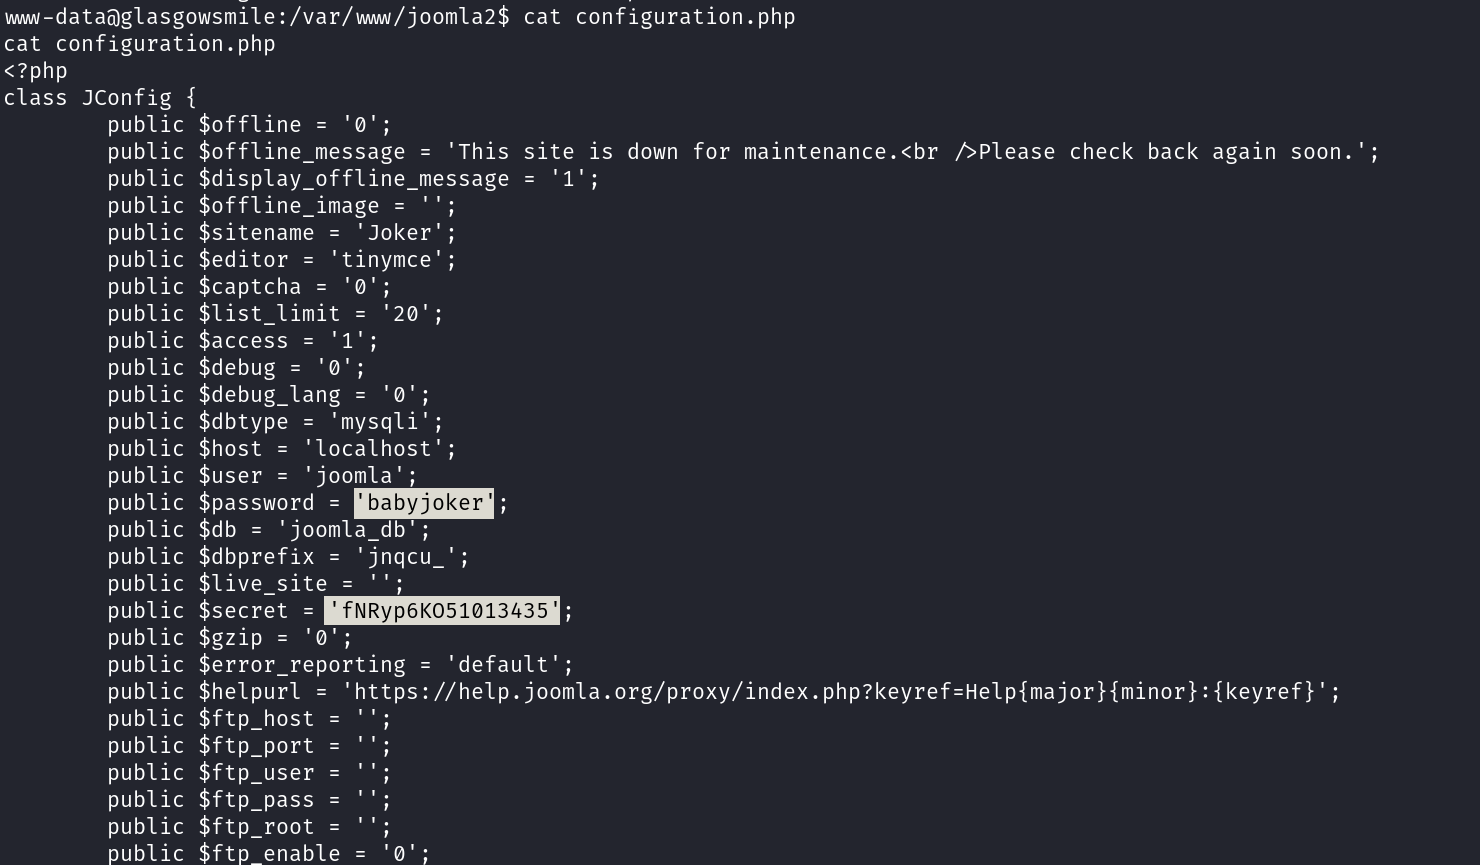 www-data@glasgowsmile:/var/www/joomla2$ cat configuration.php
cat configuration.php
<?php
class JConfig {
        public $offline = '0';
        public $offline_message = 'This site is down for maintenance.<br />Please check back again soon.';
        public $display_offline_message = '1';
        public $offline_image = '';
        public $sitename = 'Joker';
        public $editor = 'tinymce';
        public $captcha = '0';
        public $list_limit = '20';
        public $access = '1';
        public $debug = '0';
        public $debug_lang = '0';
        public $dbtype = 'mysqli';
        public $host = 'localhost';
        public $user = 'joomla';
        public $password = 'babyjoker';
        public $db = 'joomla_db';
        public $dbprefix = 'jnqcu_';
        public $live_site = '';
        public $secret = 'fNRyp6KO51013435';
        public $gzip = '0';
        public $error_reporting = 'default';
        public $helpurl = 'https://help.joomla.org/proxy/index.php?keyref=Help{major}{minor}:{keyref}';
        public $ftp_host = '';
        public $ftp_port = '';
        public $ftp_user = '';
        public $ftp_pass = '';
        public $ftp_root = '';
        public $ftp_enable = '0';